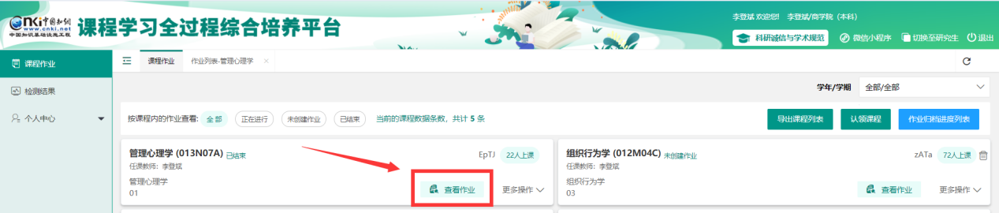 CNKi中国知网
www.cnki.net
中国知识基础设施工程
课程学习全过程综合培养平台
李登斌 欢迎您! 李登斌/商学院 (本科)
科研诚信与学术规范 微信小程序 切换至研究生 退出
课程作业
检测结果
个人中心
课程作业 作业列表-管理心理学 ×
学年/学期 全部/全部
按课程内的作业查看: 全 部 正在进行 未创建作业 已结束 当前的课程数据条数，共计 5 条
导出课程列表 认领课程 作业归档进度列表
管理心理学 (013N07A) 已结束 EpTJ 22人上课
任课教师：李登斌
管理心理学
01
查看作业 更多操作
组织行为学 (012M04C) 未创建作业 zATa 72人上课
任课教师：李登斌
组织行为学
03
查看作业 更多操作